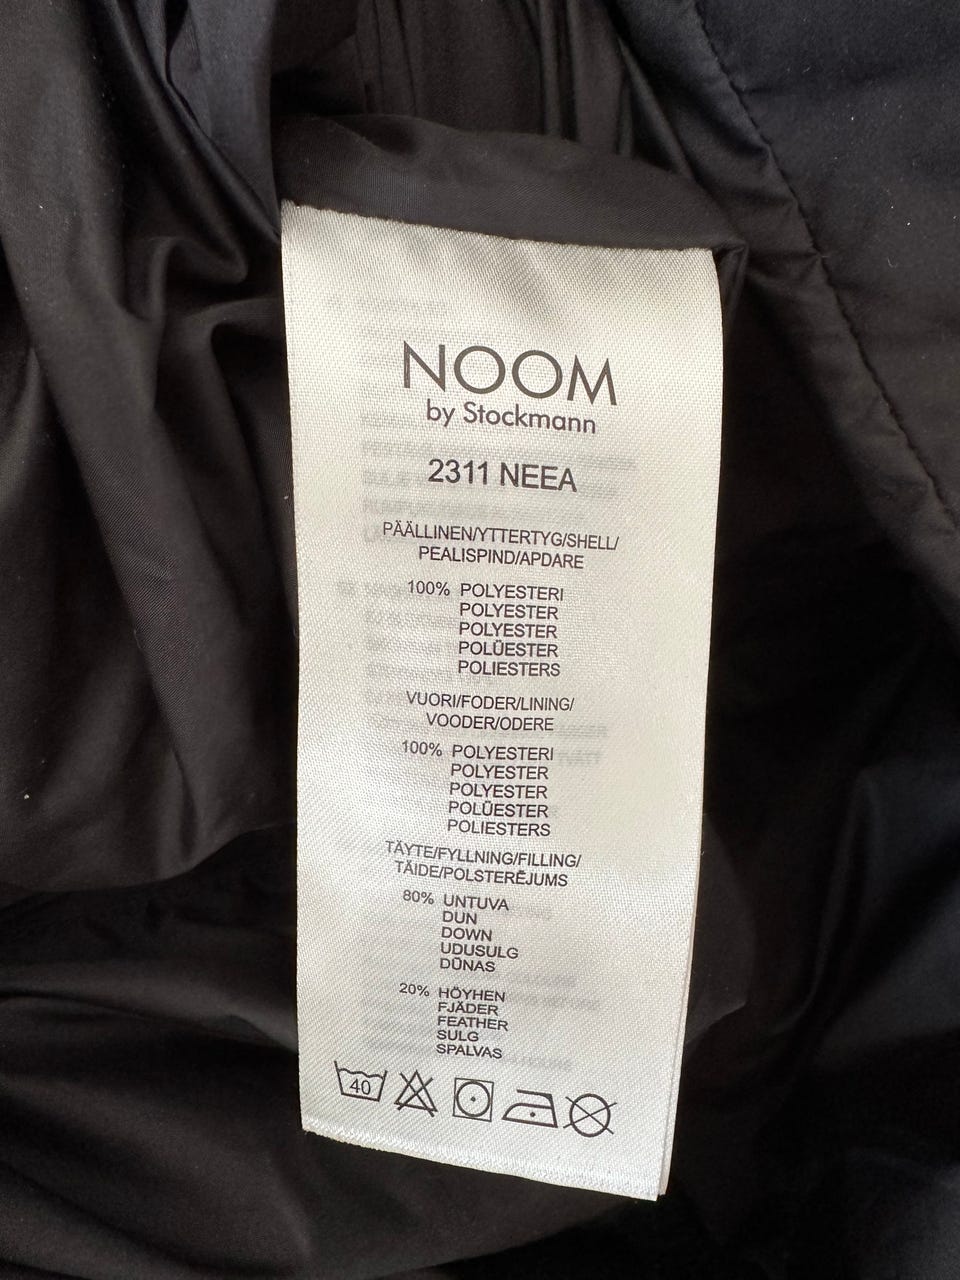 NOOM
by Stockmann
2311 NEEA
PÄÄLLINEN/YTTERTYG/SHELL/
PEALISPIND/APDARE
100% POLYESTERI
POLYESTER
POLYESTER
POLÜESTER
POLIESTERS
VUORI/FODER/LINING/
VOODER/ODERE
100% POLYESTERI
POLYESTER
POLYESTER
POLÜESTER
POLIESTERS
TÄYTE/FYLLNING/FILLING/
TÄIDE/POLSTERĒJUMS
80% UNTUVA
DUN
DOWN
UDUSULG
DŪNAS
20% HÖYHEN
FJÄDER
FEATHER
SULG
SPALVAS
40